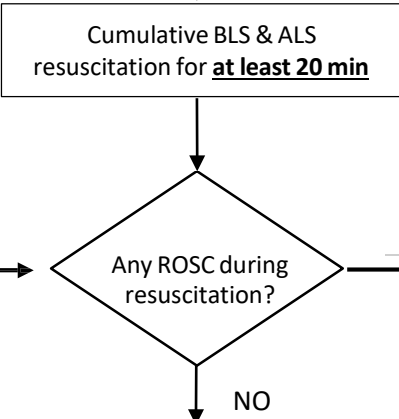 Cumulative BLS & ALS
resuscitation for at least 20 min
Any ROSC during
resuscitation?
NO